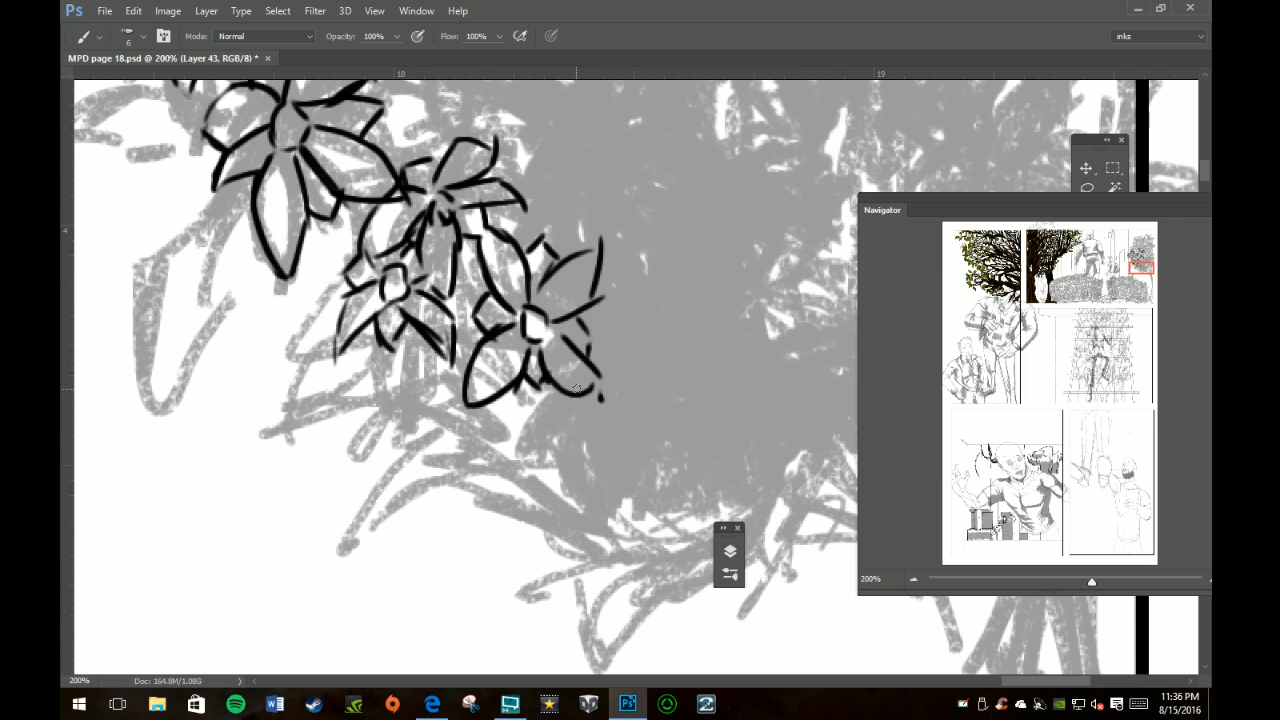 Ps File Edit Image Layer Type Select Filter 3D View Window Help
6 Mode: Normal Opacity: 100% Flow: 100% inks
MPD page 18.psd @ 200% (Layer 43, RGB/8) * ×
18 19
4
Navigator
200%
200% Doc: 164.8M/1.08G
11:36 PM
8/15/2016